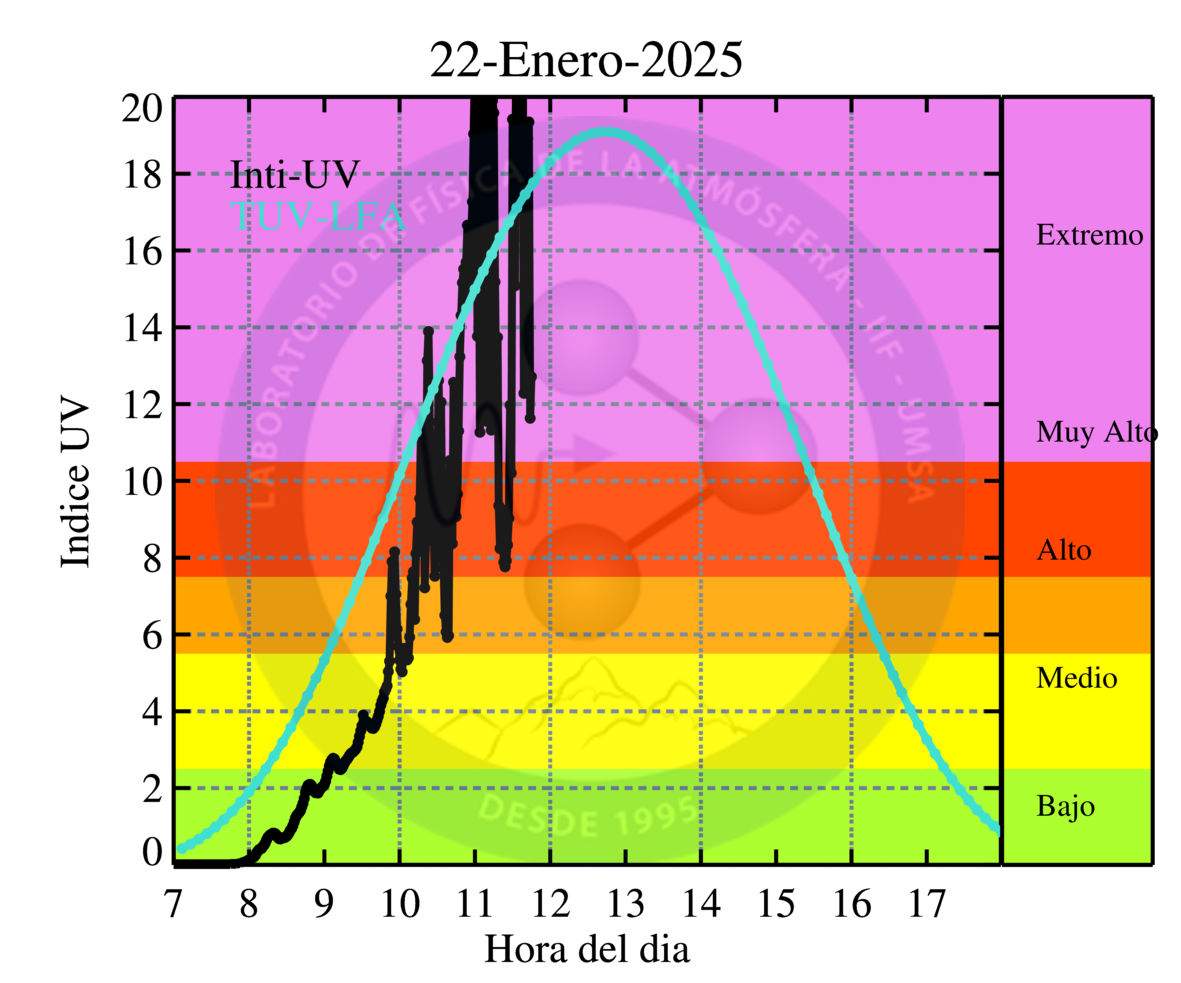 22-Enero-2025
Indice UV
20
18
16
14
12
10
8
6
4
2
0
Inti-UV
TUV-LFA
LABORATORIO DE FÍSICA DE LA ATMÓSFERA - IIF - UMSA
DESDE 1995
Extremo
Muy Alto
Alto
Medio
Bajo
7 8 9 10 11 12 13 14 15 16 17
Hora del dia